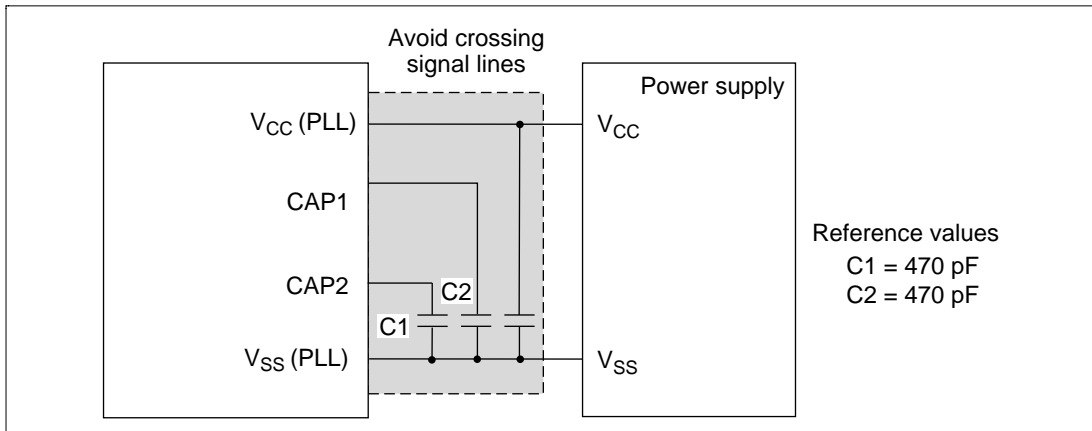 Avoid crossing
signal lines
Power supply
VCC (PLL)
VCC
CAP1
Reference values
C1 = 470 pF
C2 = 470 pF
CAP2
C2
C1
VSS (PLL)
VSS